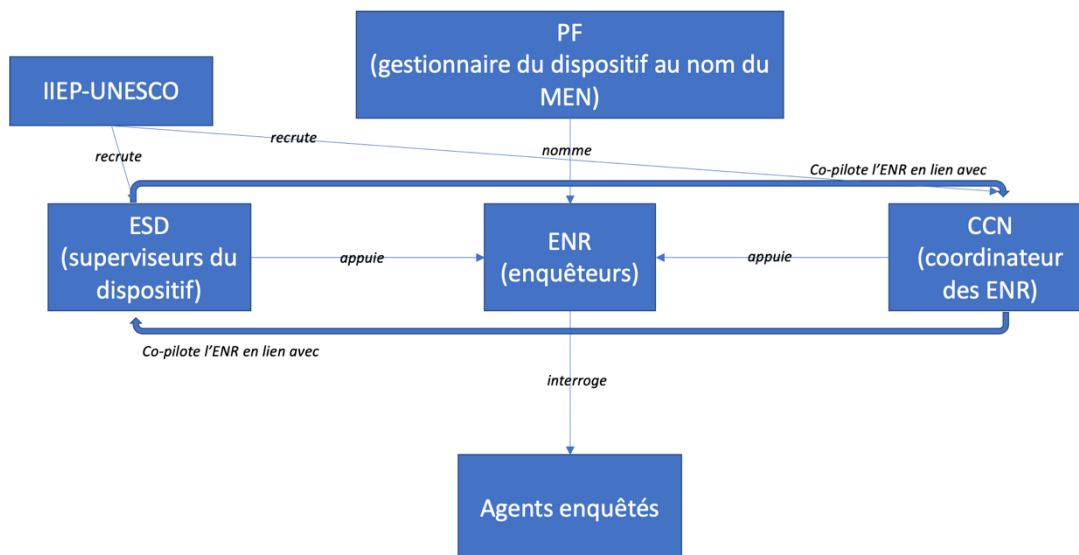 PF
(gestionnaire du dispositif au nom du
MEN)
IIEP-UNESCO
recrute
recrute
nomme
Co-pilote l'ENR en lien avec
ESD
(superviseurs du
dispositif)
appuie
ENR
(enquêteurs)
appuie
CCN
(coordinateur
des ENR)
Co-pilote l'ENR en lien avec
interroge
Agents enquêtés